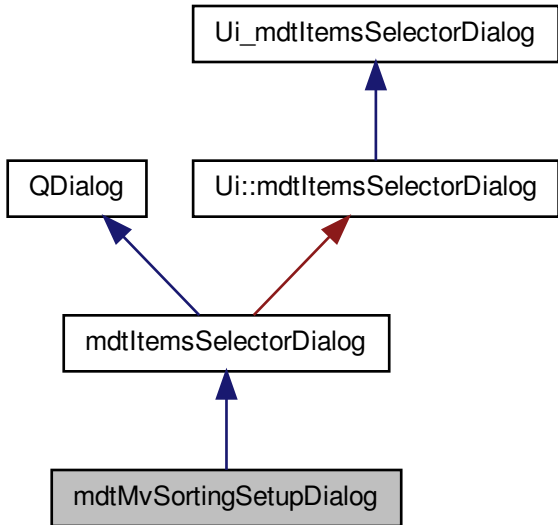 Ui_mdtItemsSelectorDialog
QDialog
Ui::mdtItemsSelectorDialog
mdtItemsSelectorDialog
mdtMvSortingSetupDialog